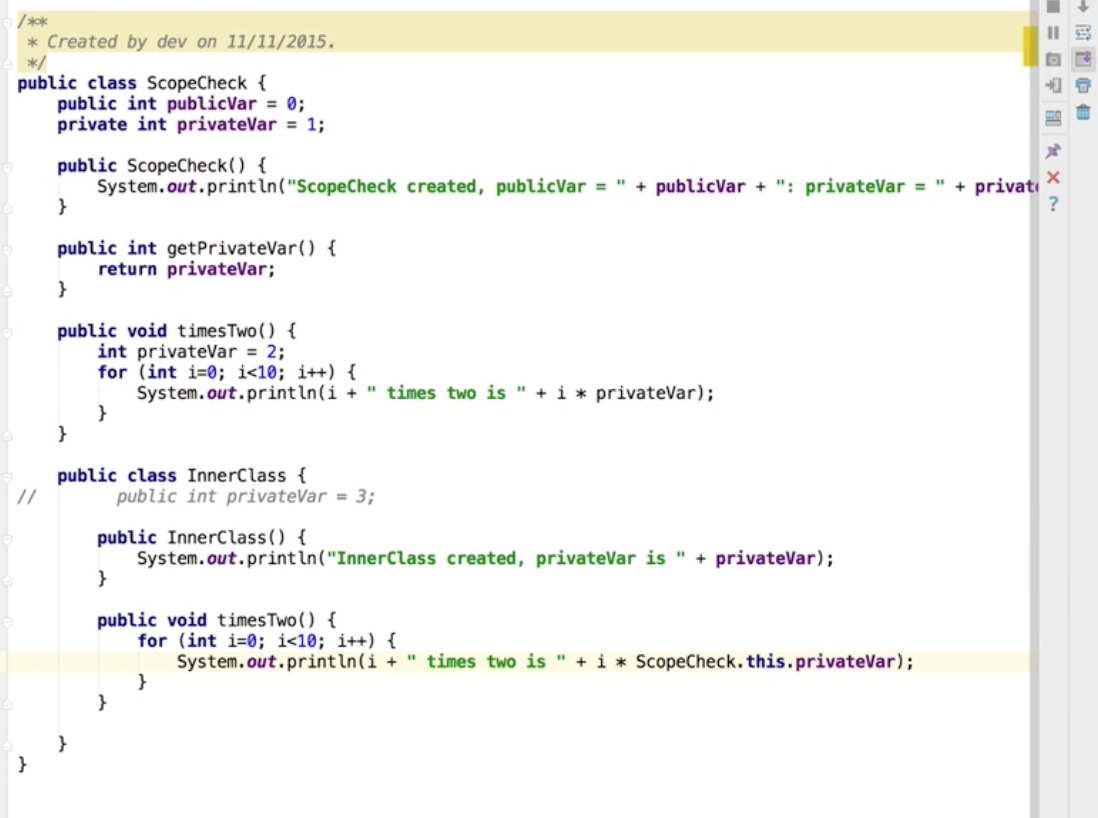 /**
 * Created by dev on 11/11/2015.
 */
public class ScopeCheck {
    public int publicVar = 0;
    private int privateVar = 1;

    public ScopeCheck() {
        System.out.println("ScopeCheck created, publicVar = " + publicVar + ": privateVar = " + privat
    }

    public int getPrivateVar() {
        return privateVar;
    }

    public void timesTwo() {
        int privateVar = 2;
        for (int i=0; i<10; i++) {
            System.out.println(i + " times two is " + i * privateVar);
        }
    }

    public class InnerClass {
//        public int privateVar = 3;

        public InnerClass() {
            System.out.println("InnerClass created, privateVar is " + privateVar);
        }

        public void timesTwo() {
            for (int i=0; i<10; i++) {
                System.out.println(i + " times two is " + i * ScopeCheck.this.privateVar);
            }
        }

    }
}